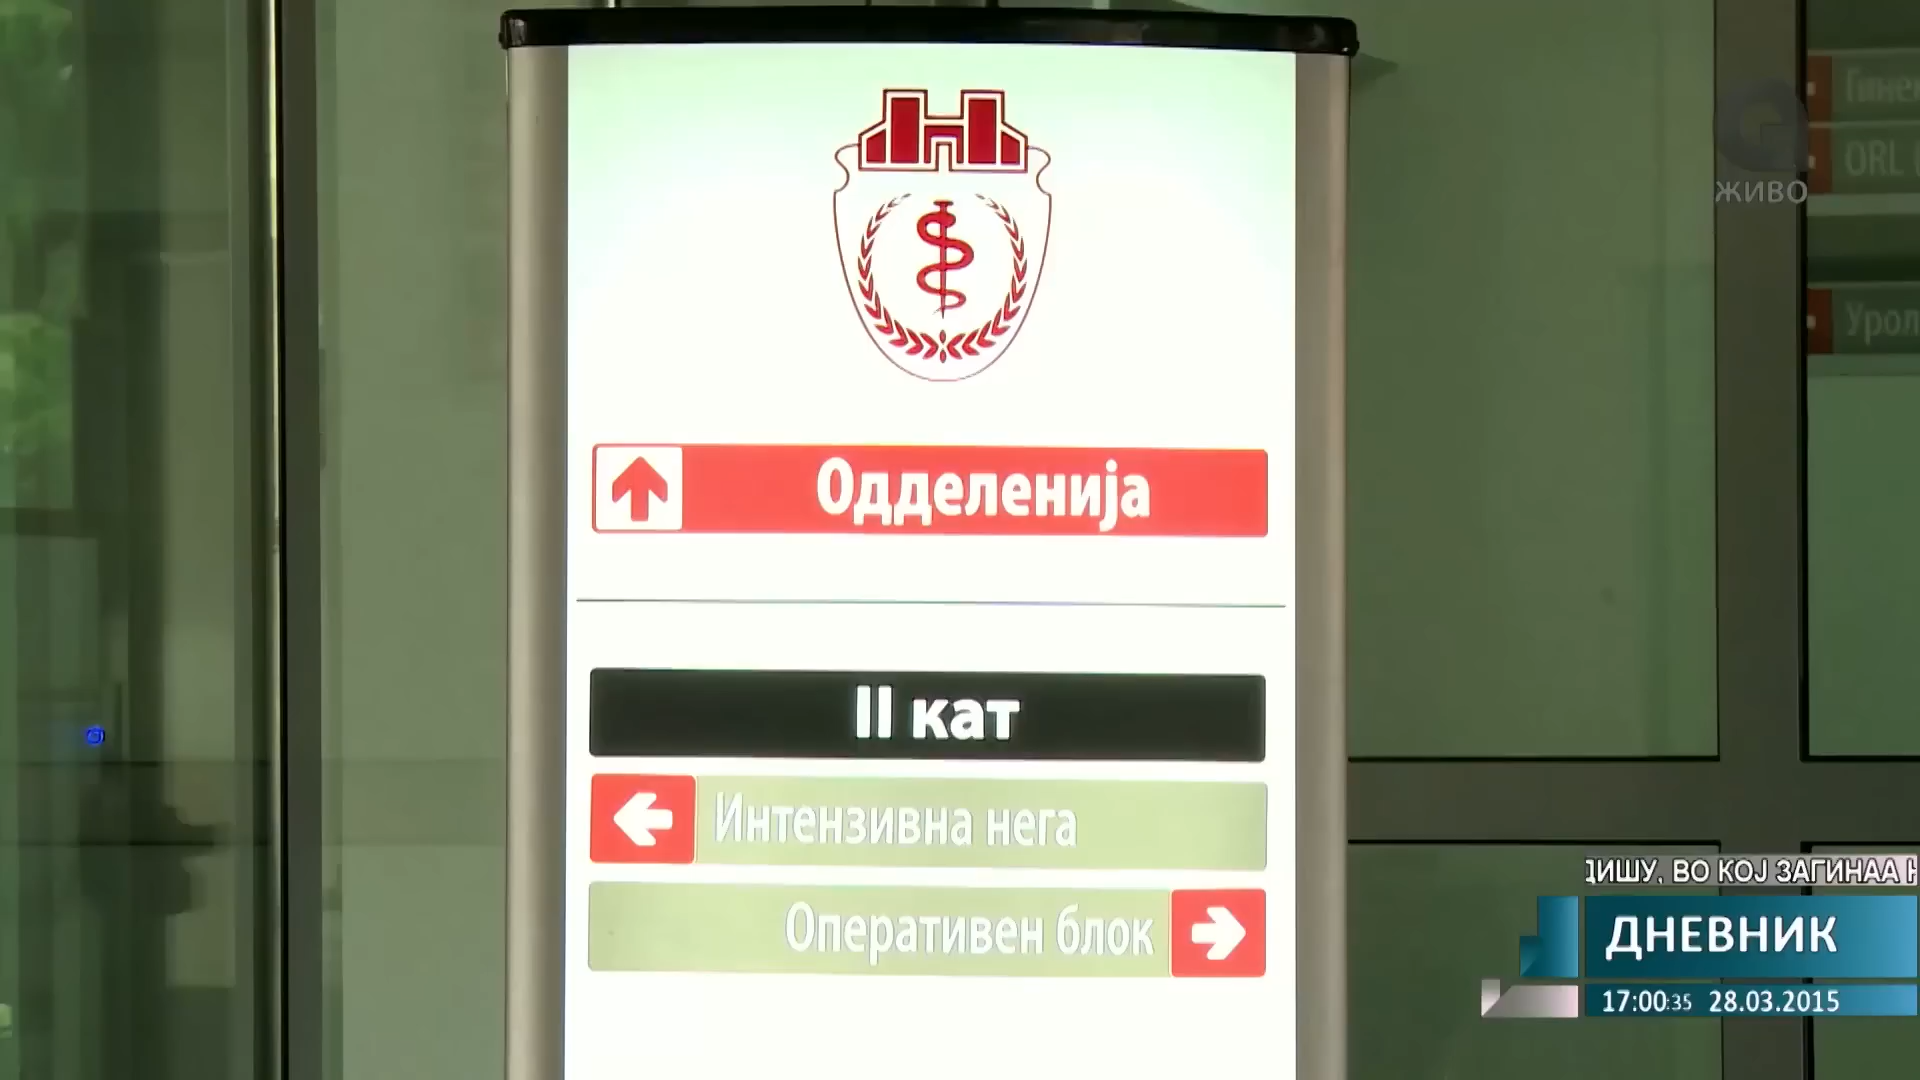 Одделенија
II кат
Интензивна нега
Оперативен блок
ORL
ЖИВО
ВО КОЈ ЗАГИНАА
ДНЕВНИК
17:00:35 28.03.2015